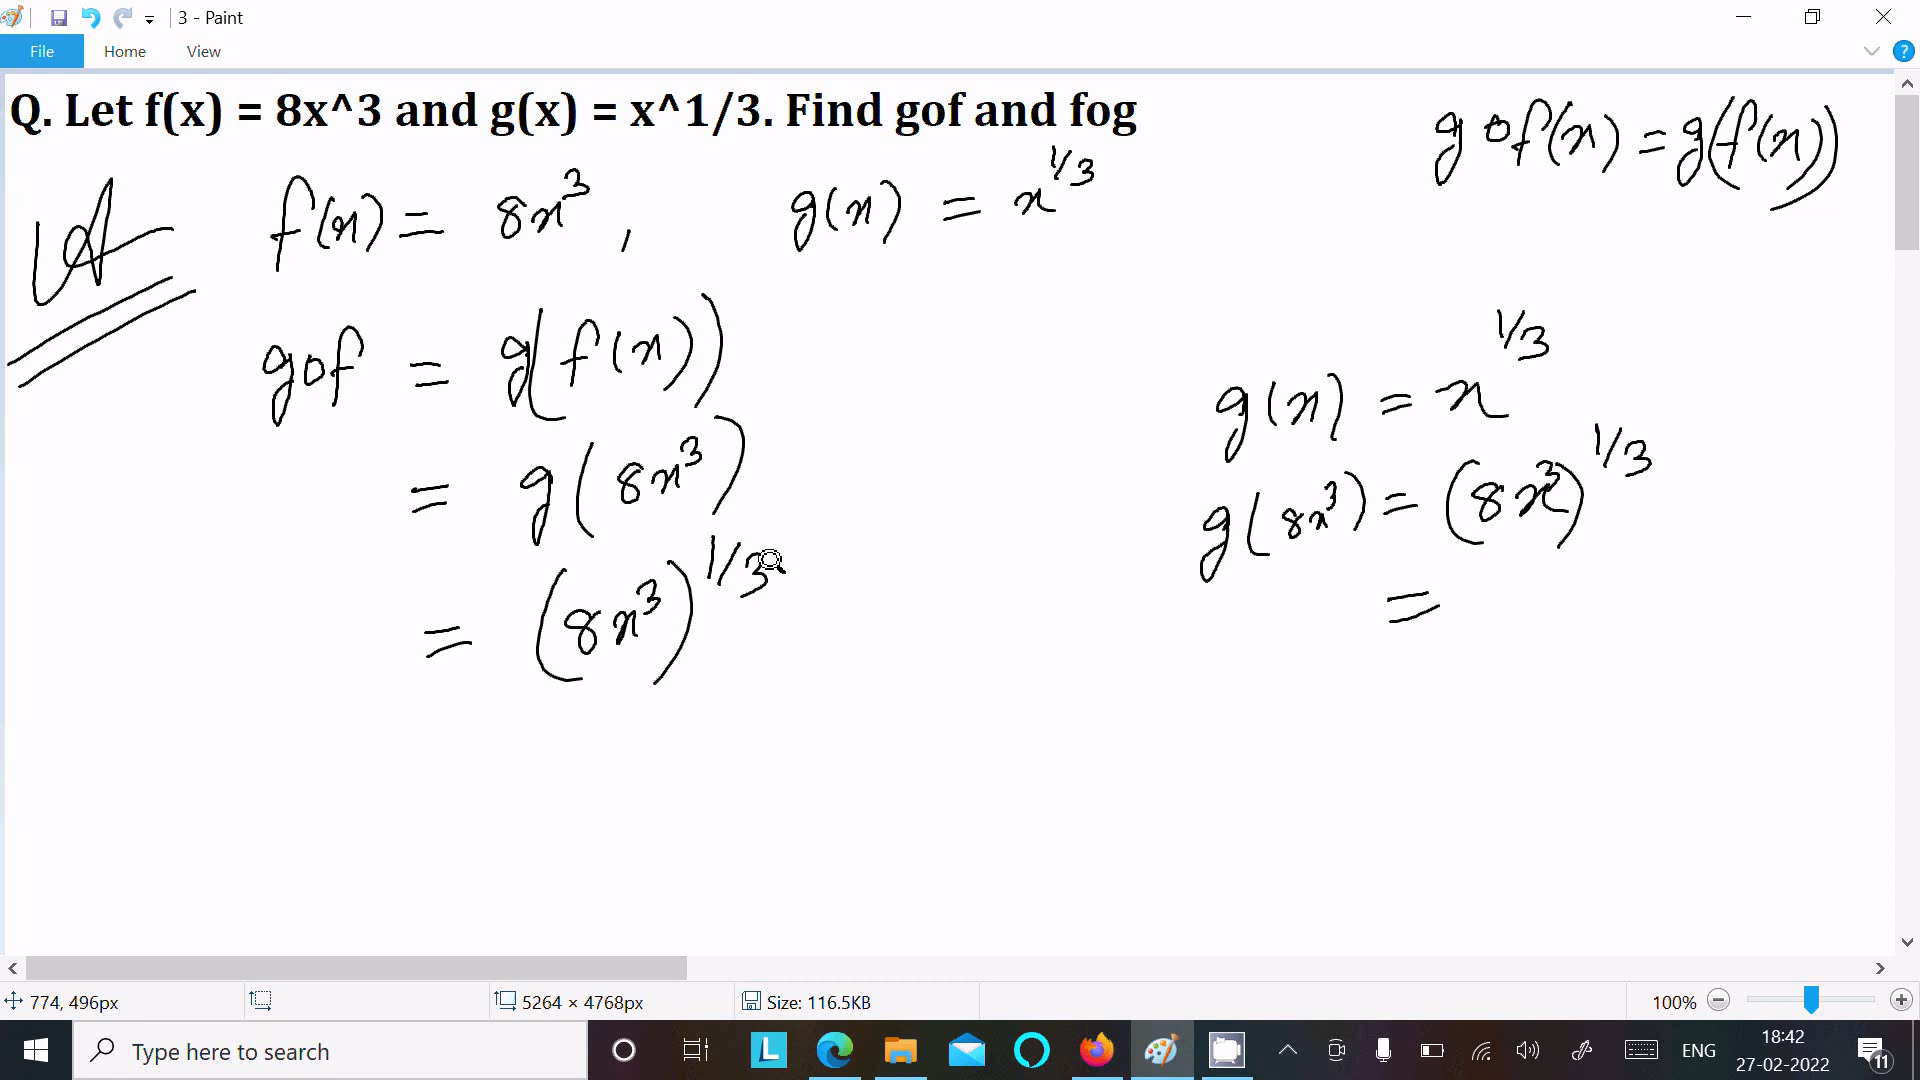 3 - Paint
File Home View
Q. Let f(x) = 8x^3 and g(x) = x^1/3. Find gof and fog
gof(x) = g(f(x))
f(x) = 8x³ , g(x) = x^1/3
gof = g(f(x))
= g(8x³)
= (8x³)^1/3
g(x) = x^1/3
g(8x³) = (8x³)^1/3
=
774, 496px 5264 × 4768px Size: 116.5KB 100%
Type here to search
L
ENG
18:42
27-02-2022
11